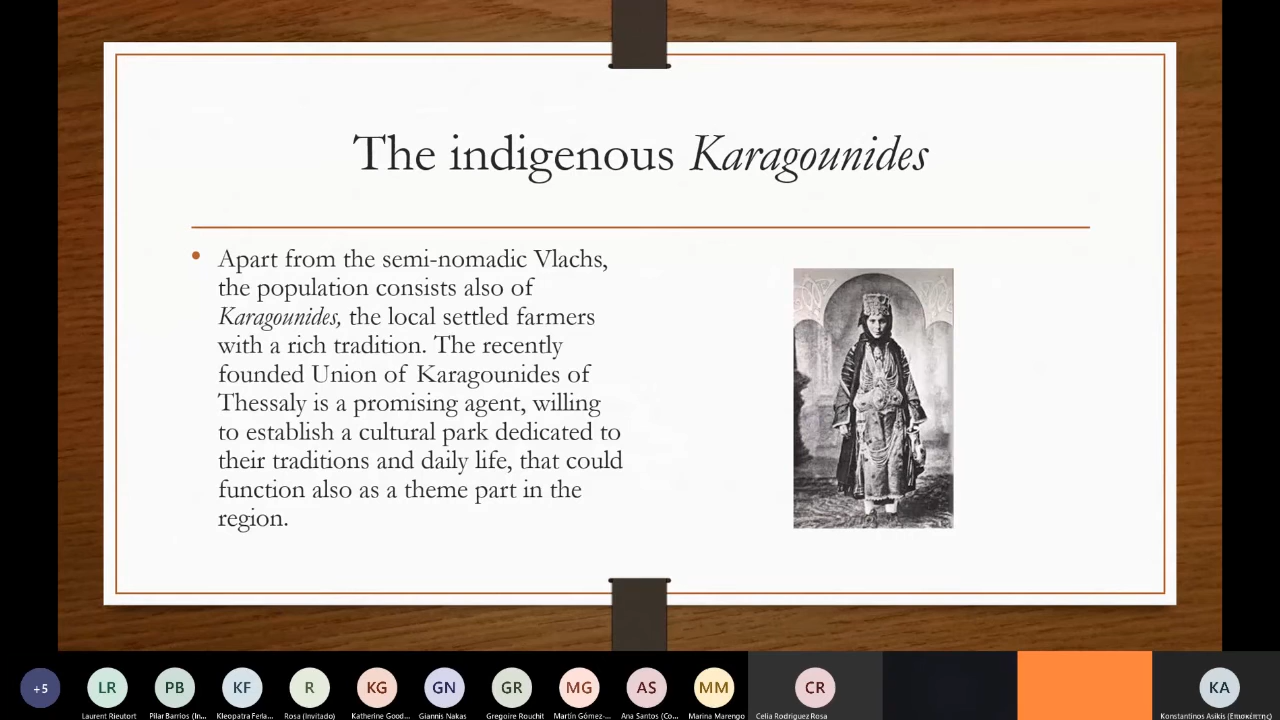 The indigenous Karagounides
• Apart from the semi-nomadic Vlachs,
the population consists also of
Karagounides, the local settled farmers
with a rich tradition. The recently
founded Union of Karagounides of
Thessaly is a promising agent, willing
to establish a cultural park dedicated to
their traditions and daily life, that could
function also as a theme part in the
region.
+5 LR PB KF R KG GN GR MG AS MM CR KA
Laurent Rieutort Pilar Barrios (In... Kleopatra Ferla... Rosa (Invitado) Katherine Good... Giannis Nakas Gregoire Rouchit Martín Gómez-... Ana Santos (Co... Marina Marengo Celia Rodriguez Rosa Konstantinos Asikis (Επισκέπτης)